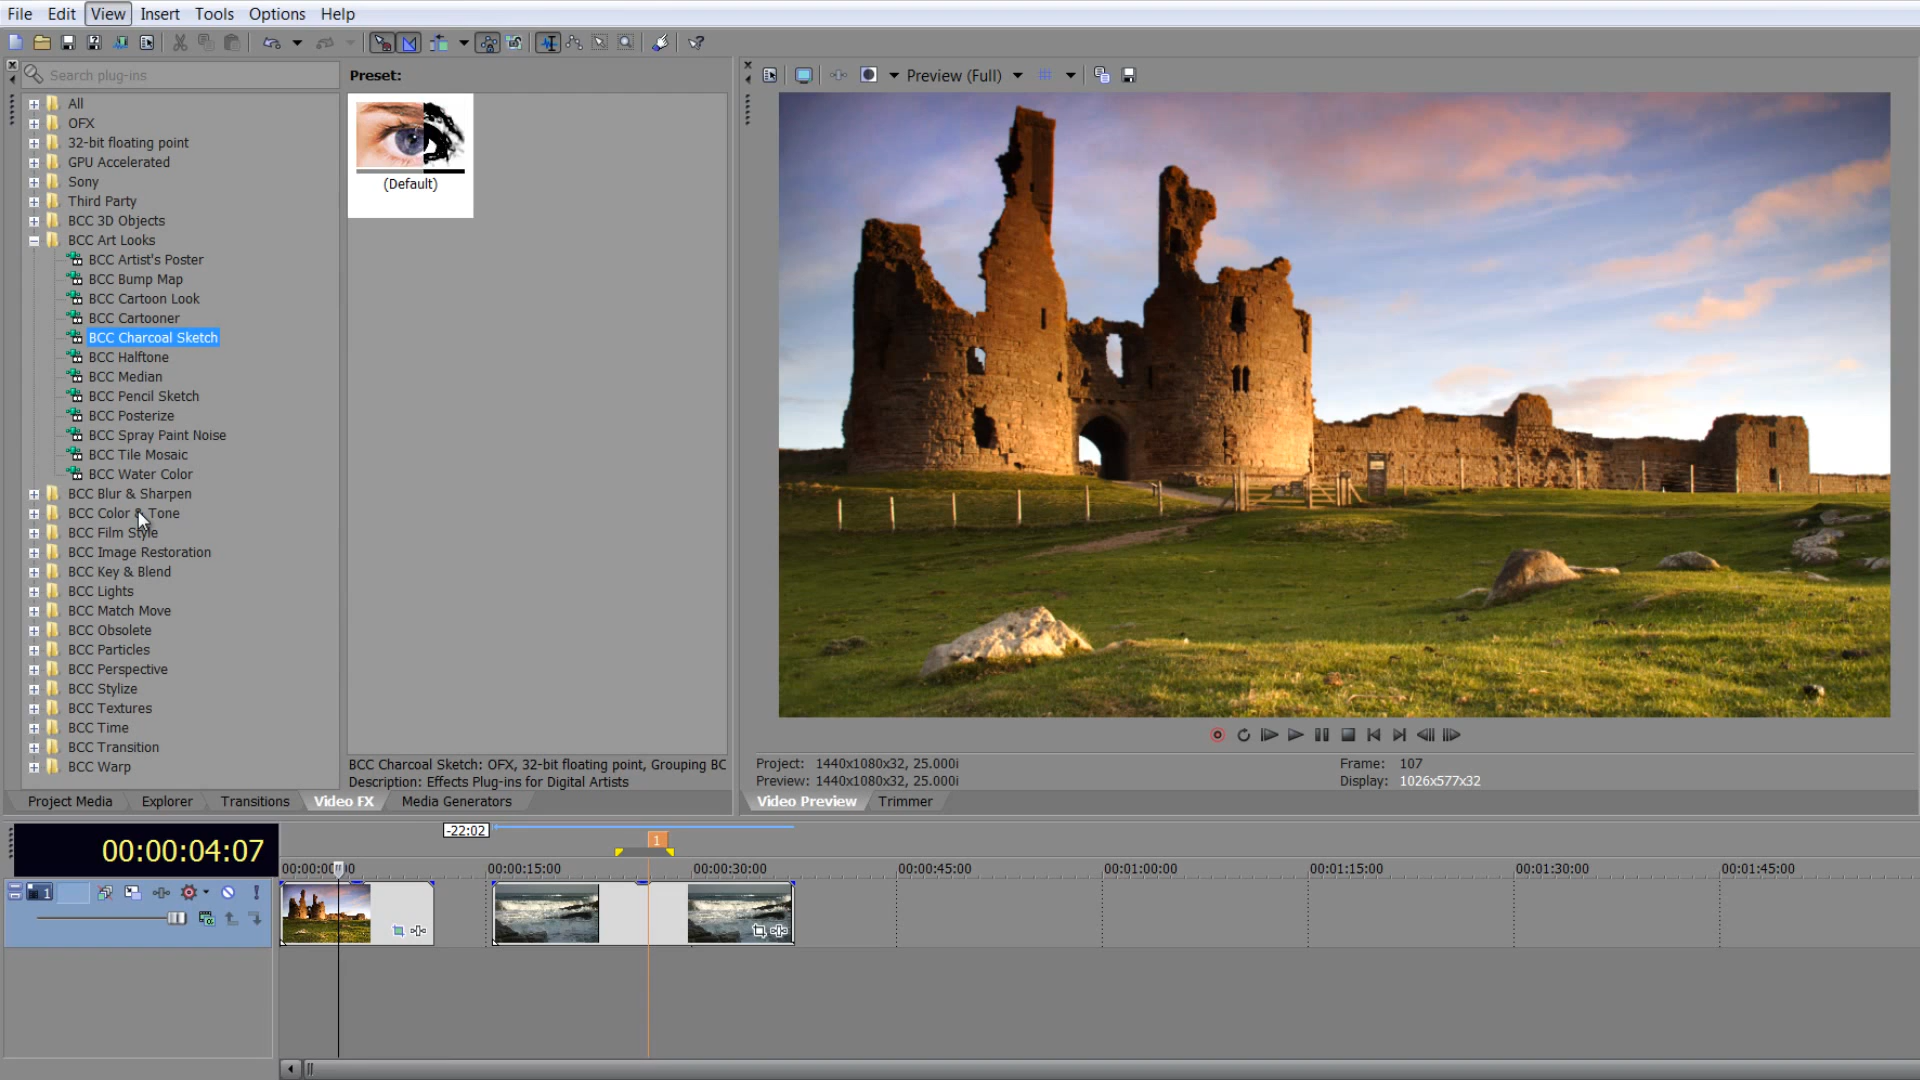 File Edit View Insert Tools Options Help
Search plug-ins
Preset:
Preview (Full)
All
OFX
32-bit floating point
GPU Accelerated
Sony
Third Party
BCC 3D Objects
BCC Art Looks
BCC Artist's Poster
BCC Bump Map
BCC Cartoon Look
BCC Cartooner
BCC Charcoal Sketch
BCC Halftone
BCC Median
BCC Pencil Sketch
BCC Posterize
BCC Spray Paint Noise
BCC Tile Mosaic
BCC Water Color
BCC Blur & Sharpen
BCC Color & Tone
BCC Film Style
BCC Image Restoration
BCC Key & Blend
BCC Lights
BCC Match Move
BCC Obsolete
BCC Particles
BCC Perspective
BCC Stylize
BCC Textures
BCC Time
BCC Transition
BCC Warp
(Default)
BCC Charcoal Sketch: OFX, 32-bit floating point, Grouping BC
Description: Effects Plug-ins for Digital Artists
Project: 1440x1080x32, 25.000i
Preview: 1440x1080x32, 25.000i
Frame: 107
Display: 1026x577x32
Project Media Explorer Transitions Video FX Media Generators
Video Preview Trimmer
00:00:04:07
-22:02
1
00:00:15:00 00:00:30:00 00:00:45:00 00:01:00:00 00:01:15:00 00:01:30:00 00:01:45:00
1